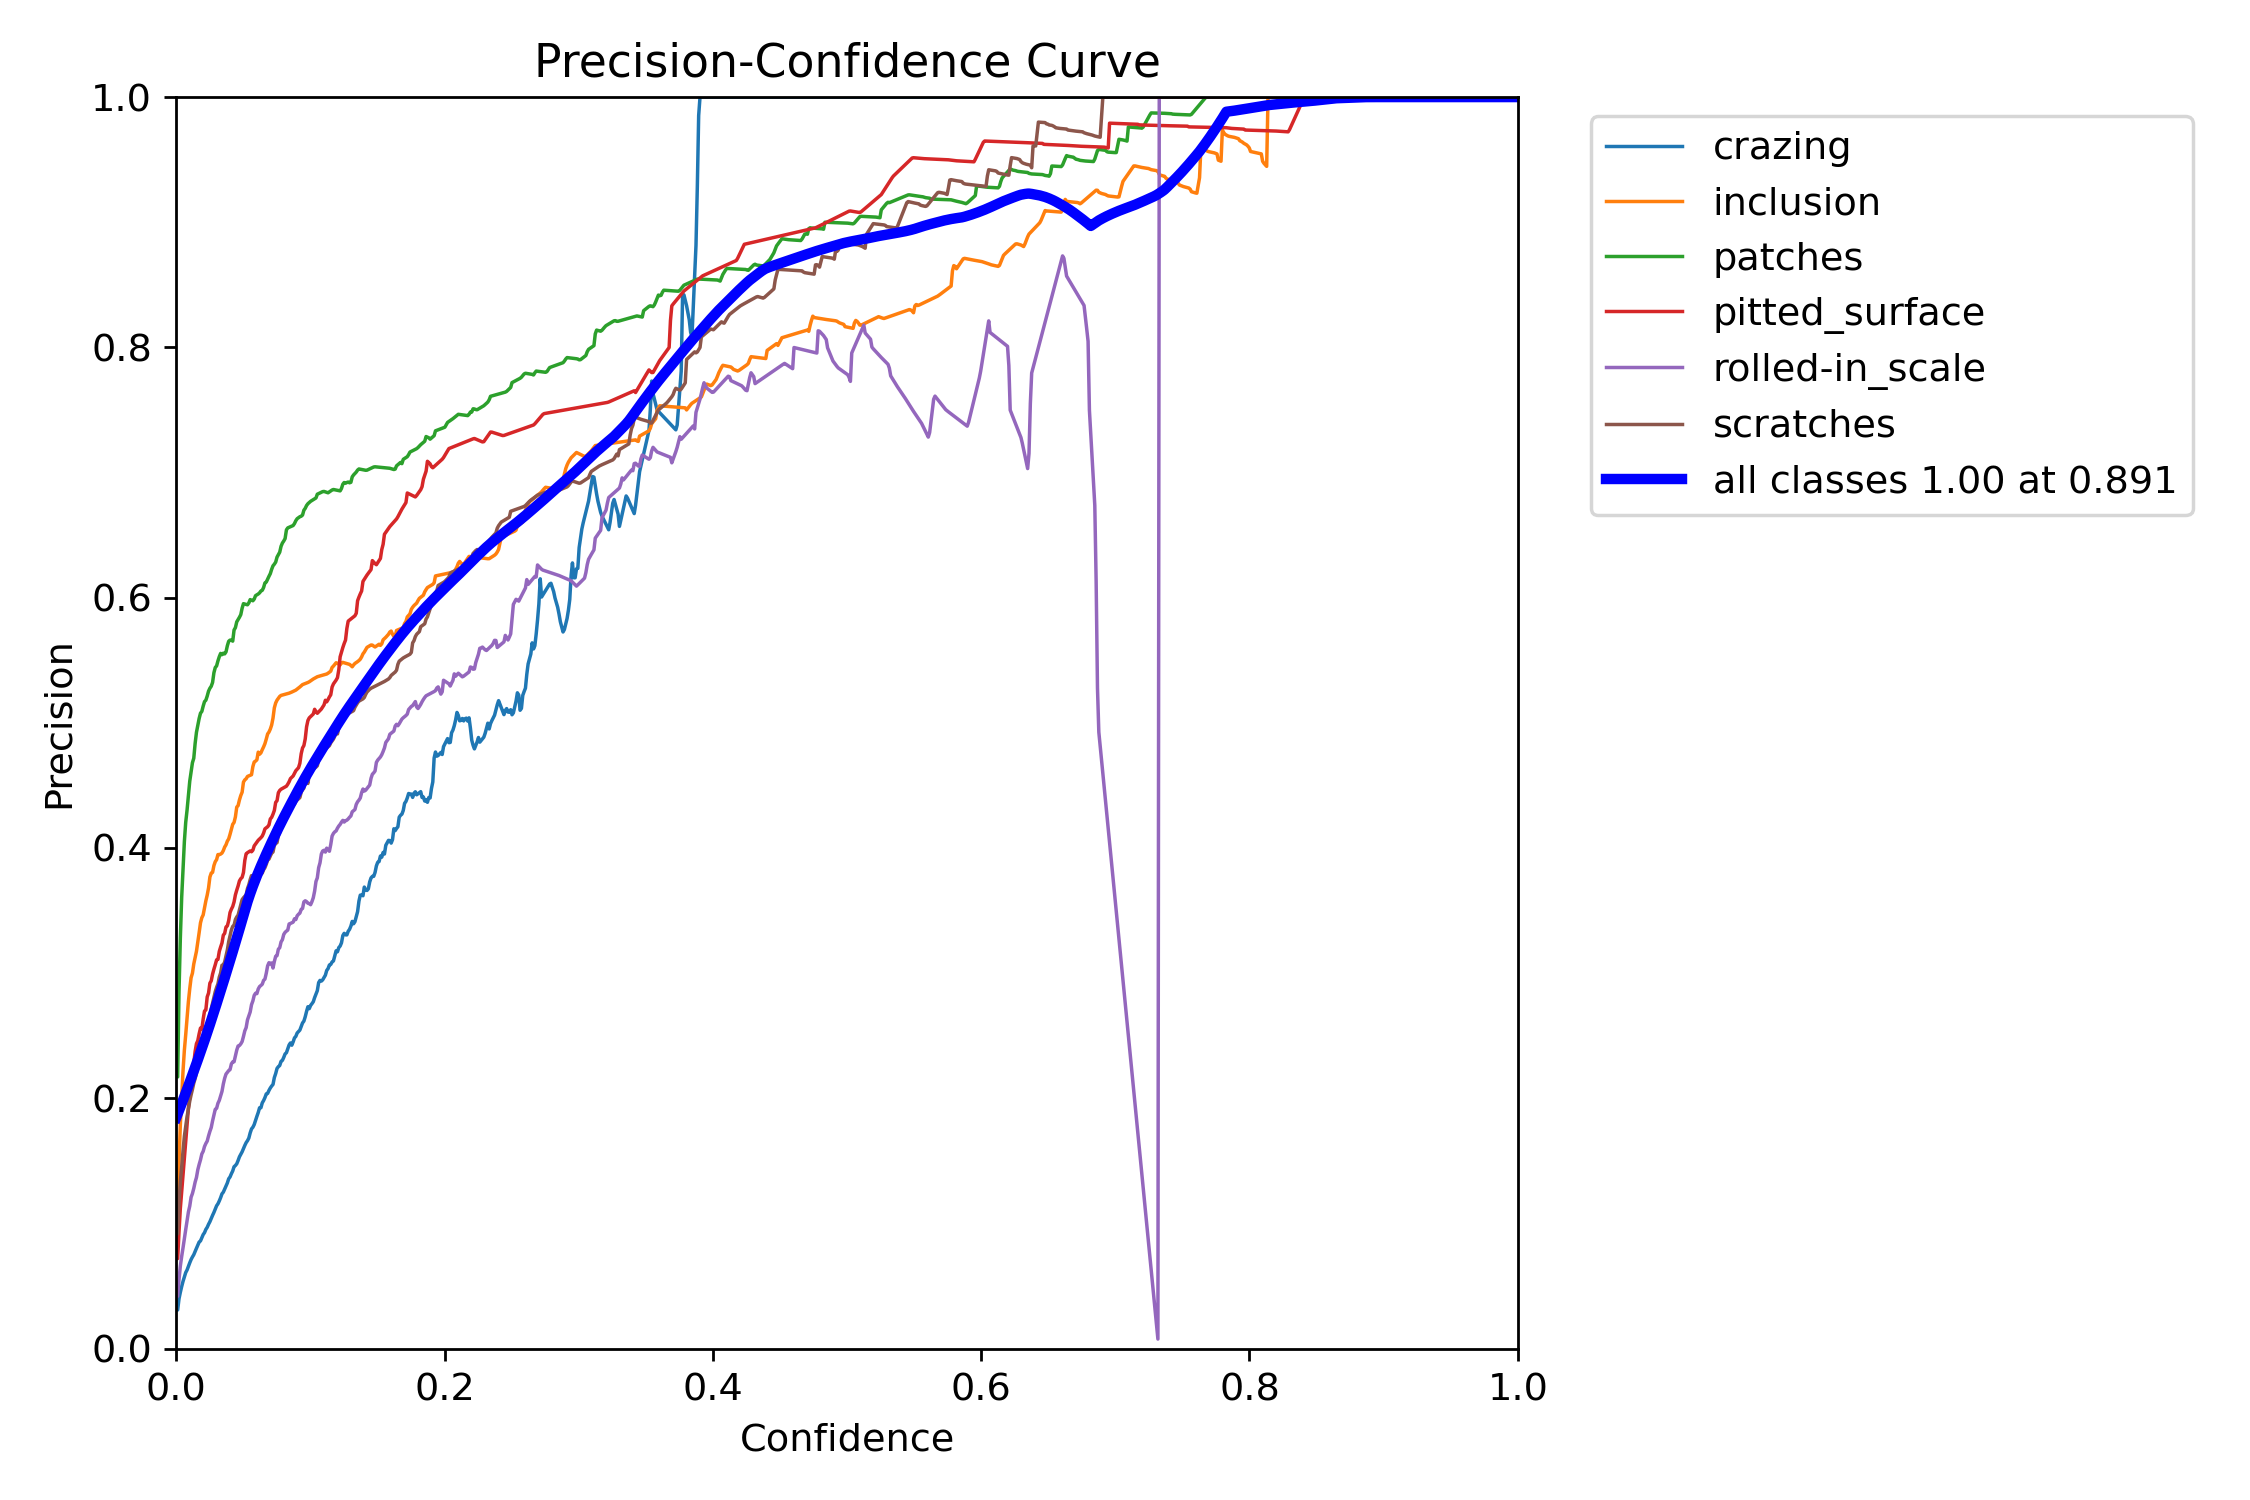 Precision-Confidence Curve
1.0
0.8
0.6
0.4
0.2
0.0
Precision
0.0 0.2 0.4 0.6 0.8 1.0
Confidence
crazing
inclusion
patches
pitted_surface
rolled-in_scale
scratches
all classes 1.00 at 0.891